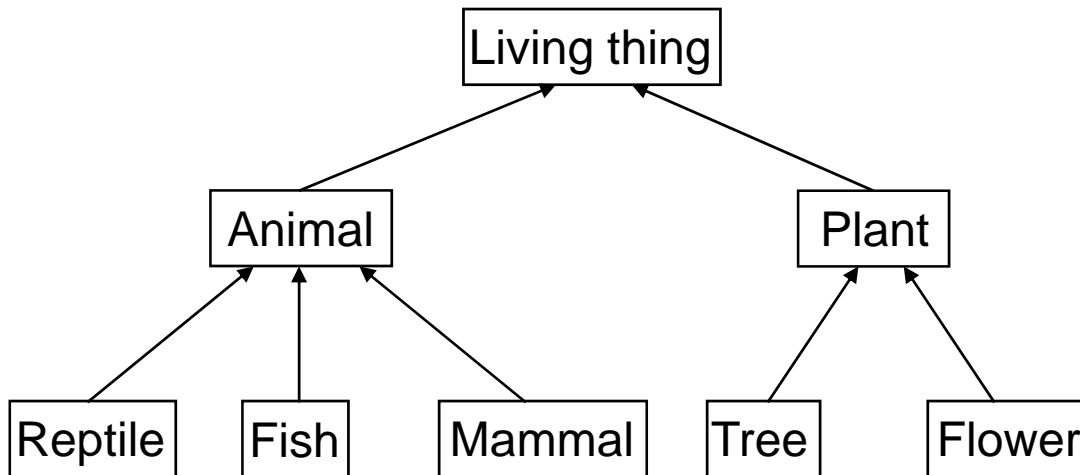 Living thing
Animal
Plant
Reptile
Fish
Mammal
Tree
Flower